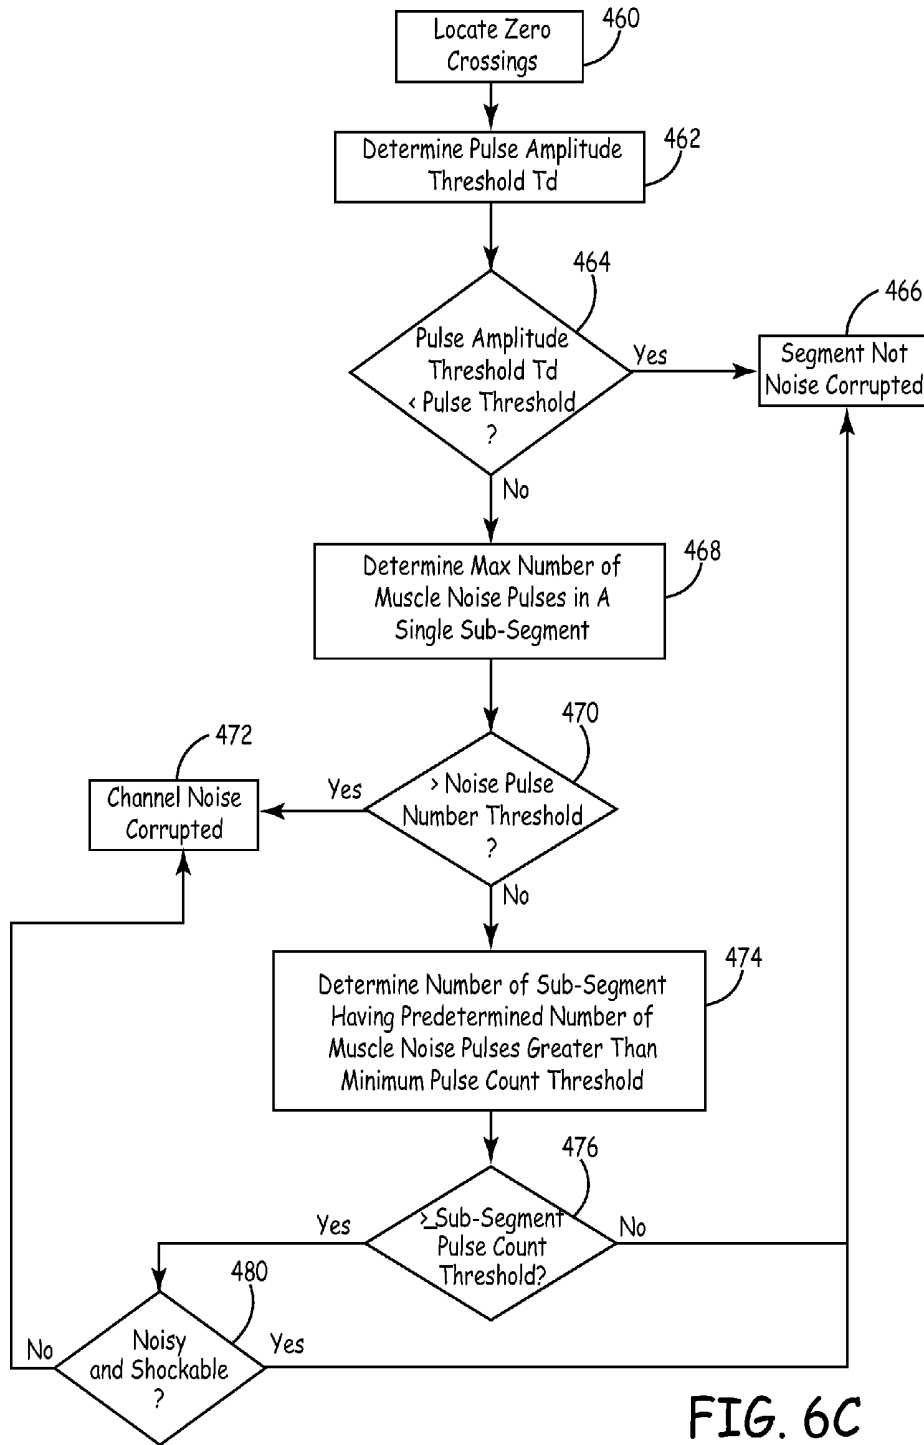 460
Locate Zero
Crossings
462
Determine Pulse Amplitude
Threshold Td
464
Pulse Amplitude
Threshold Td
< Pulse Threshold
?
Yes
466
Segment Not
Noise Corrupted
No
468
Determine Max Number of
Muscle Noise Pulses in A
Single Sub-Segment
470
> Noise Pulse
Number Threshold
?
Yes
472
Channel Noise
Corrupted
No
474
Determine Number of Sub-Segment
Having Predetermined Number of
Muscle Noise Pulses Greater Than
Minimum Pulse Count Threshold
476
≥ Sub-Segment
Pulse Count
Threshold?
Yes
No
480
Noisy
and Shockable
?
No
Yes
FIG. 6C